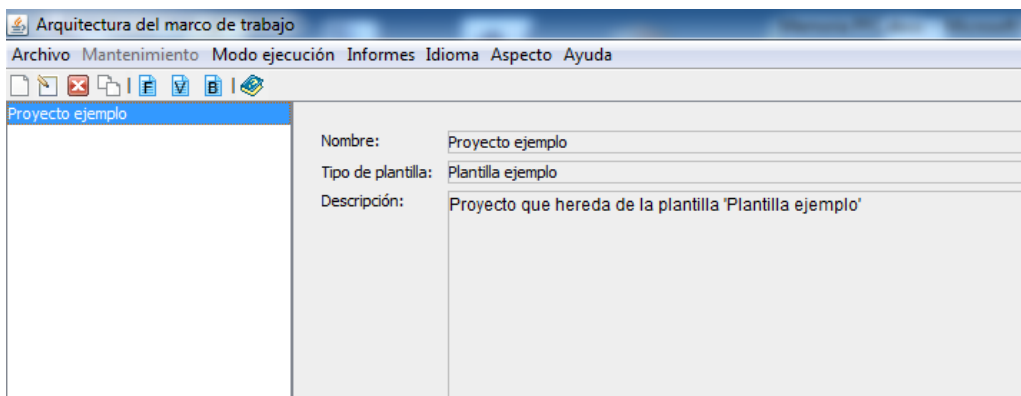 Arquitectura del marco de trabajo
Archivo Mantenimiento Modo ejecución Informes Idioma Aspecto Ayuda
F V B
Proyecto ejemplo
Nombre: Proyecto ejemplo
Tipo de plantilla: Plantilla ejemplo
Descripción: Proyecto que hereda de la plantilla 'Plantilla ejemplo'